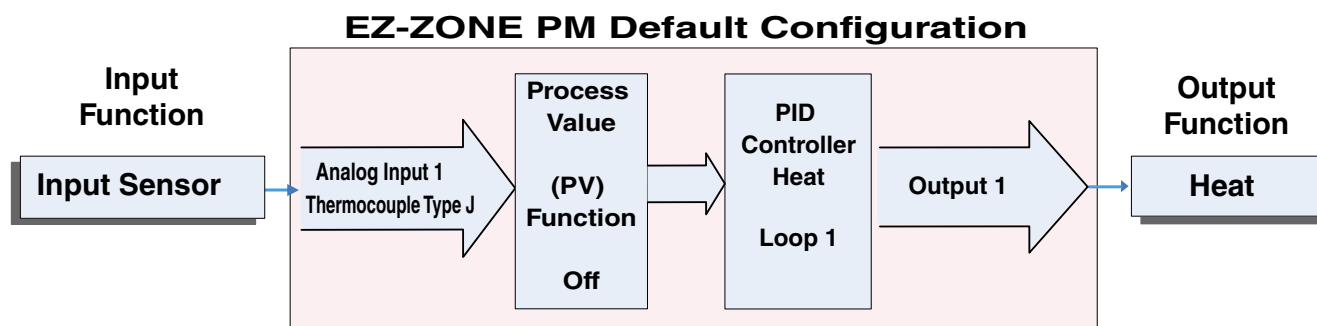 EZ-ZONE PM Default Configuration
Input
Function
Input Sensor
Analog Input 1
Thermocouple Type J
Process
Value
(PV)
Function
Off
PID
Controller
Heat
Loop 1
Output 1
Output
Function
Heat